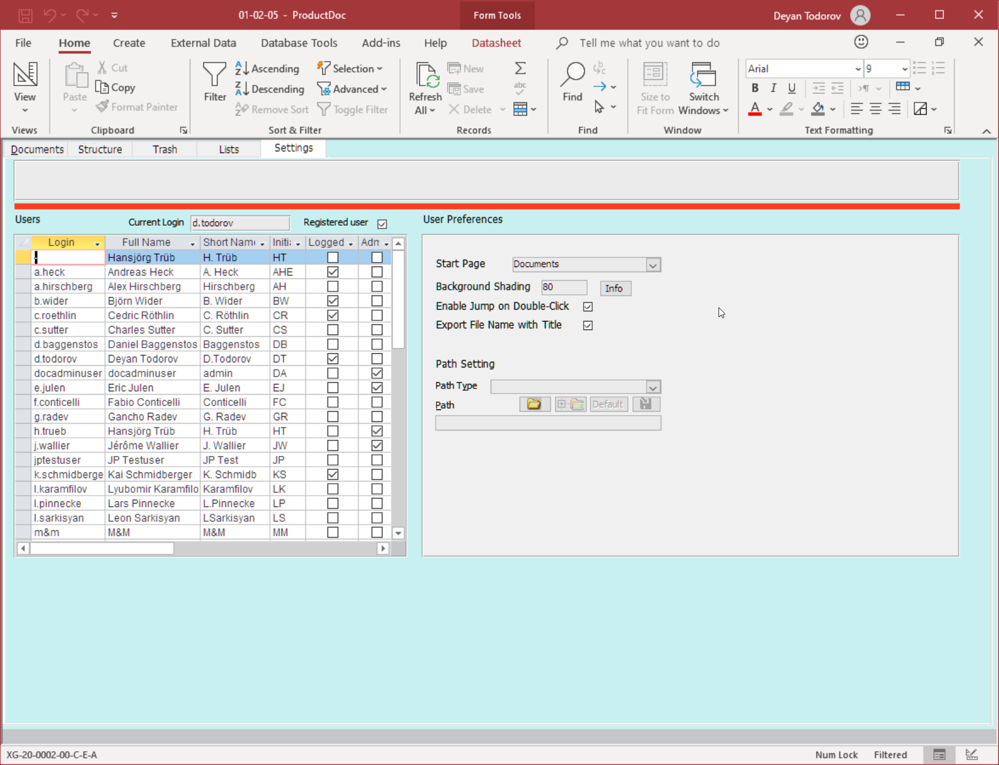 01-02-05 - ProductDoc
Form Tools
Deyan Todorov
File Home Create External Data Database Tools Add-ins Help Datasheet Tell me what you want to do
View
Views
Paste
Cut
Copy
Format Painter
Clipboard
Filter
Ascending
Descending
Remove Sort
Selection
Advanced
Toggle Filter
Sort & Filter
Refresh
All
New
Save
Delete
Σ
abc
Records
Find
Find
Size to
Fit Form
Switch
Windows
Window
Arial 9
B I U
A
Text Formatting
Documents Structure Trash Lists Settings
Users Current Login d.todorov Registered user
Login Full Name Short Nam Initi Logged Adm
- Hansjörg Trüb H. Trüb HT
a.heck Andreas Heck A. Heck AHE
a.hirschberg Alex Hirschberg Hirschberg AH
b.wider Björn Wider B. Wider BW
c.roethlin Cedric Röthlin C. Röthlin CR
c.sutter Charles Sutter C. Sutter CS
d.baggenstos Daniel Baggenstos Baggenstos DB
d.todorov Deyan Todorov D.Todorov DT
docadminuser docadminuser admin DA
e.julen Eric Julen E. Julen EJ
f.conticelli Fabio Conticelli Conticelli FC
g.radev Gancho Radev G. Radev GR
h.trueb Hansjörg Trüb H. Trüb HT
j.wallier Jérôme Wallier J. Wallier JW
jptestuser JP Testuser JP Test JP
k.schmidberge Kai Schmidberger K. Schmidb KS
l.karamfilov Lyubomir Karamfilo Karamfilov LK
l.pinnecke Lars Pinnecke L.Pinnecke LP
l.sarkisyan Leon Sarkisyan LSarkisyan LS
m&m M&M M&M MM
User Preferences
Start Page Documents
Background Shading 80 Info
Enable Jump on Double-Click
Export File Name with Title
Path Setting
Path Type
Path Default
XG-20-0002-00-C-E-A
Num Lock Filtered